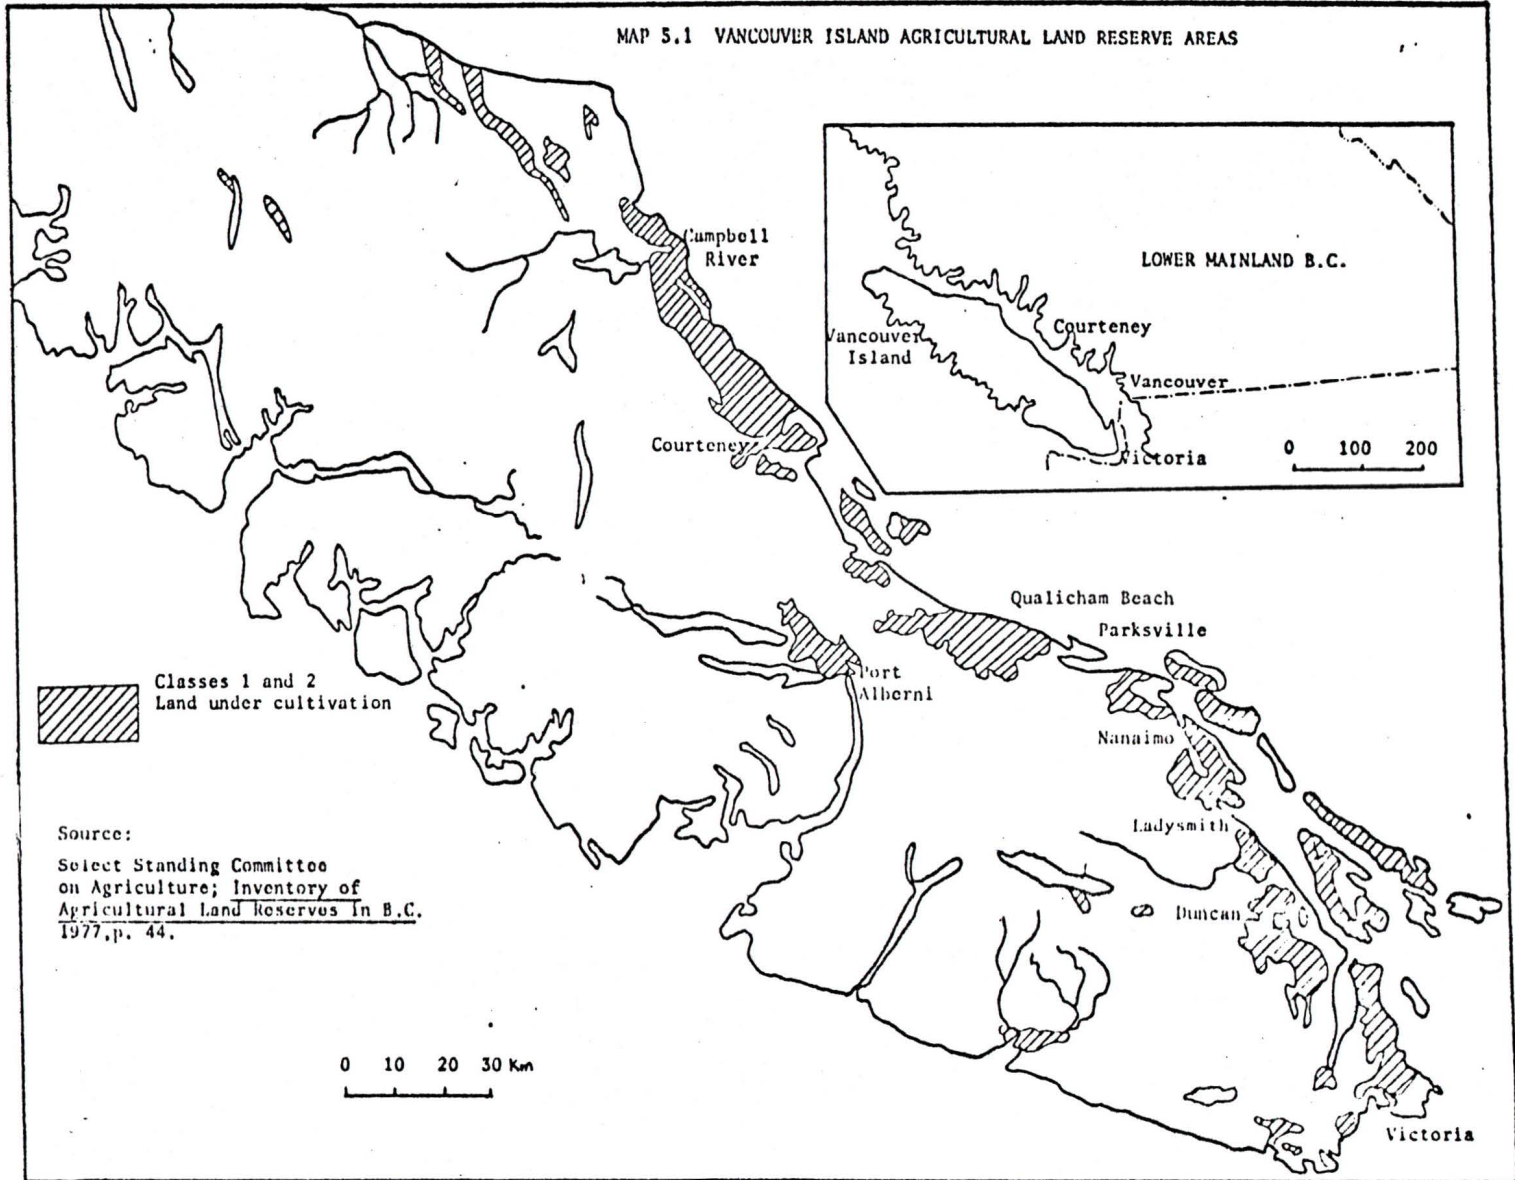 MAP 5.1 VANCOUVER ISLAND AGRICULTURAL LAND RESERVE AREAS
Campbell
River
LOWER MAINLAND B.C.
Courteney
Vancouver
Island
Vancouver
Victoria
0 100 200
Courteney
Qualicham Beach
Parksville
Port
Alberni
Classes 1 and 2
Land under cultivation
Nanaimo
Ladysmith
Source:
Select Standing Committee
on Agriculture; Inventory of
Agricultural Land Reserves In B.C.
1977,p. 44.
Duncan
0 10 20 30 Km
Victoria